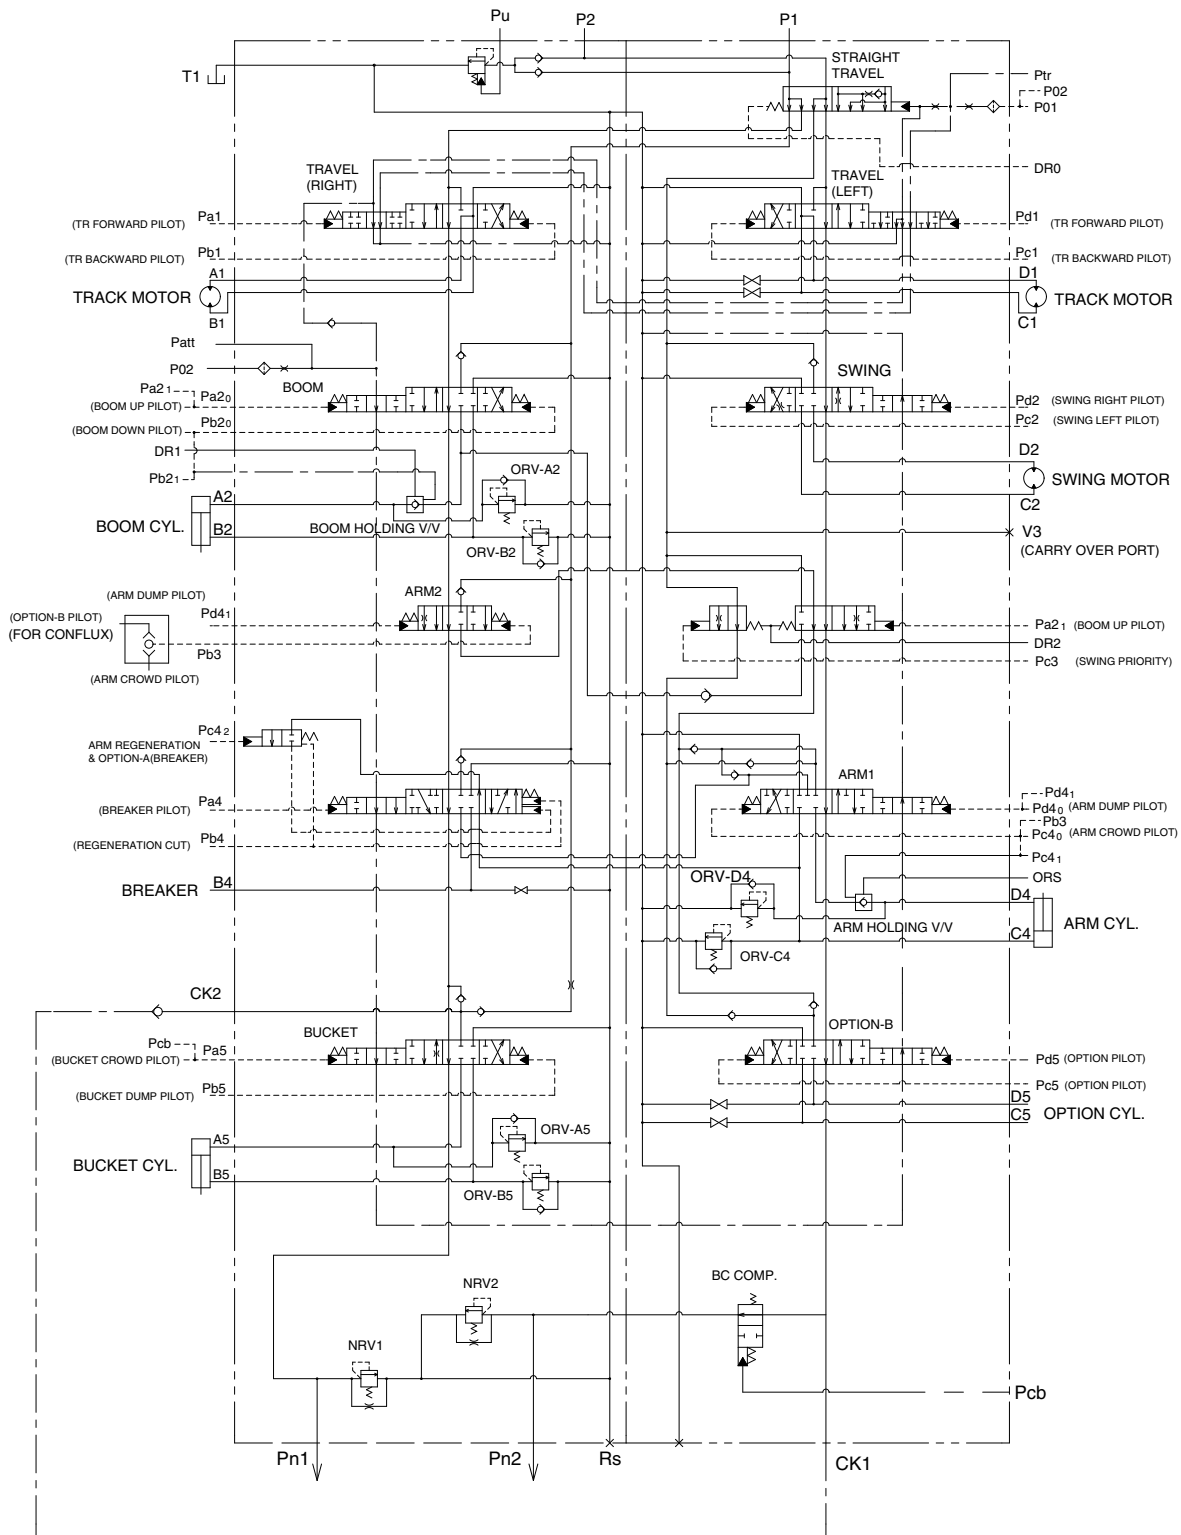 Pu
P2
P1
T1
STRAIGHT
TRAVEL
Ptr
P02
P01
DR0
TRAVEL
(RIGHT)
TRAVEL
(LEFT)
(TR FORWARD PILOT) Pa1
Pd1 (TR FORWARD PILOT)
(TR BACKWARD PILOT) Pb1
Pc1 (TR BACKWARD PILOT)
A1
D1
TRACK MOTOR
TRACK MOTOR
B1
C1
Patt
P02
BOOM
SWING
Pa21
Pa20
(BOOM UP PILOT)
Pd2 (SWING RIGHT PILOT)
Pb20
(BOOM DOWN PILOT)
Pc2 (SWING LEFT PILOT)
DR1
D2
Pb21
ORV-A2
SWING MOTOR
A2
C2
BOOM CYL.
B2
BOOM HOLDING V/V
ORV-B2
V3
(CARRY OVER PORT)
(ARM DUMP PILOT)
ARM2
(OPTION-B PILOT)
Pd41
(FOR CONFLUX)
Pb3
(ARM CROWD PILOT)
Pa21 (BOOM UP PILOT)
DR2
Pc3 (SWING PRIORITY)
Pc42
ARM REGENERATION
& OPTION-A(BREAKER)
ARM1
(BREAKER PILOT) Pa4
Pd41
Pd40 (ARM DUMP PILOT)
Pb3
Pc40 (ARM CROWD PILOT)
(REGENERATION CUT) Pb4
Pc41
ORV-D4
ORS
BREAKER B4
D4
ARM CYL.
ARM HOLDING V/V
C4
ORV-C4
CK2
BUCKET
OPTION-B
Pcb
Pa5
(BUCKET CROWD PILOT)
Pd5 (OPTION PILOT)
(BUCKET DUMP PILOT) Pb5
Pc5 (OPTION PILOT)
D5
C5
OPTION CYL.
A5
ORV-A5
BUCKET CYL.
B5
ORV-B5
BC COMP.
NRV2
NRV1
Pcb
Pn1
Pn2
Rs
CK1